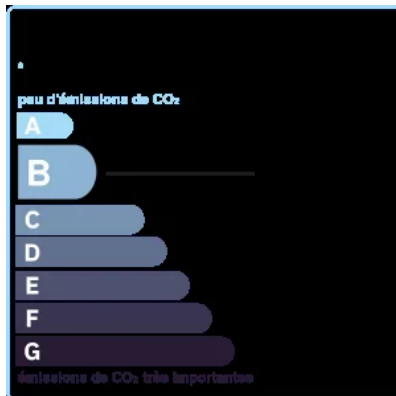 peu d'émissions de CO₂
A
B
C
D
E
F
G
émissions de CO₂ très importantes